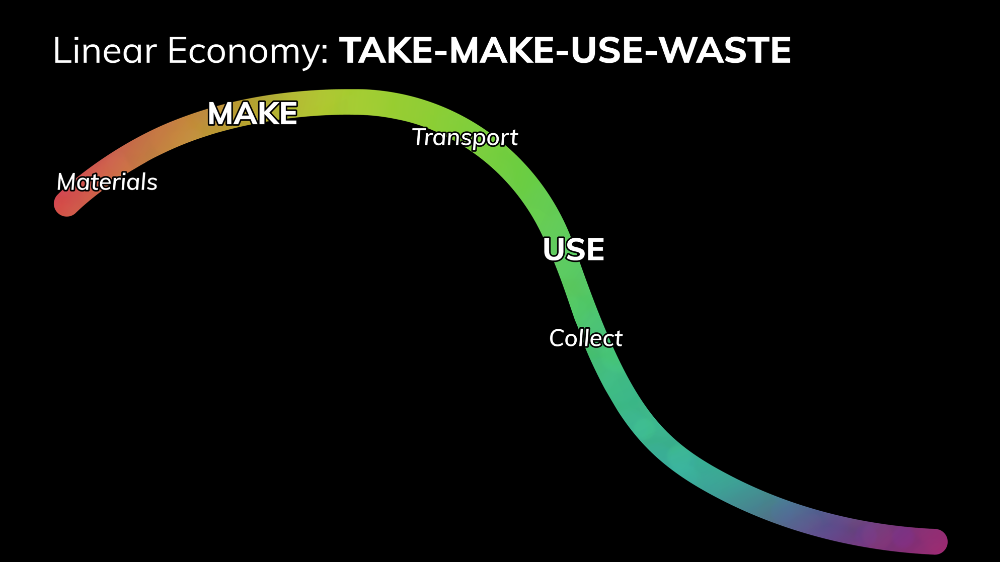 Linear Economy: TAKE-MAKE-USE-WASTE
MAKE
Transport
Materials
USE
Collect